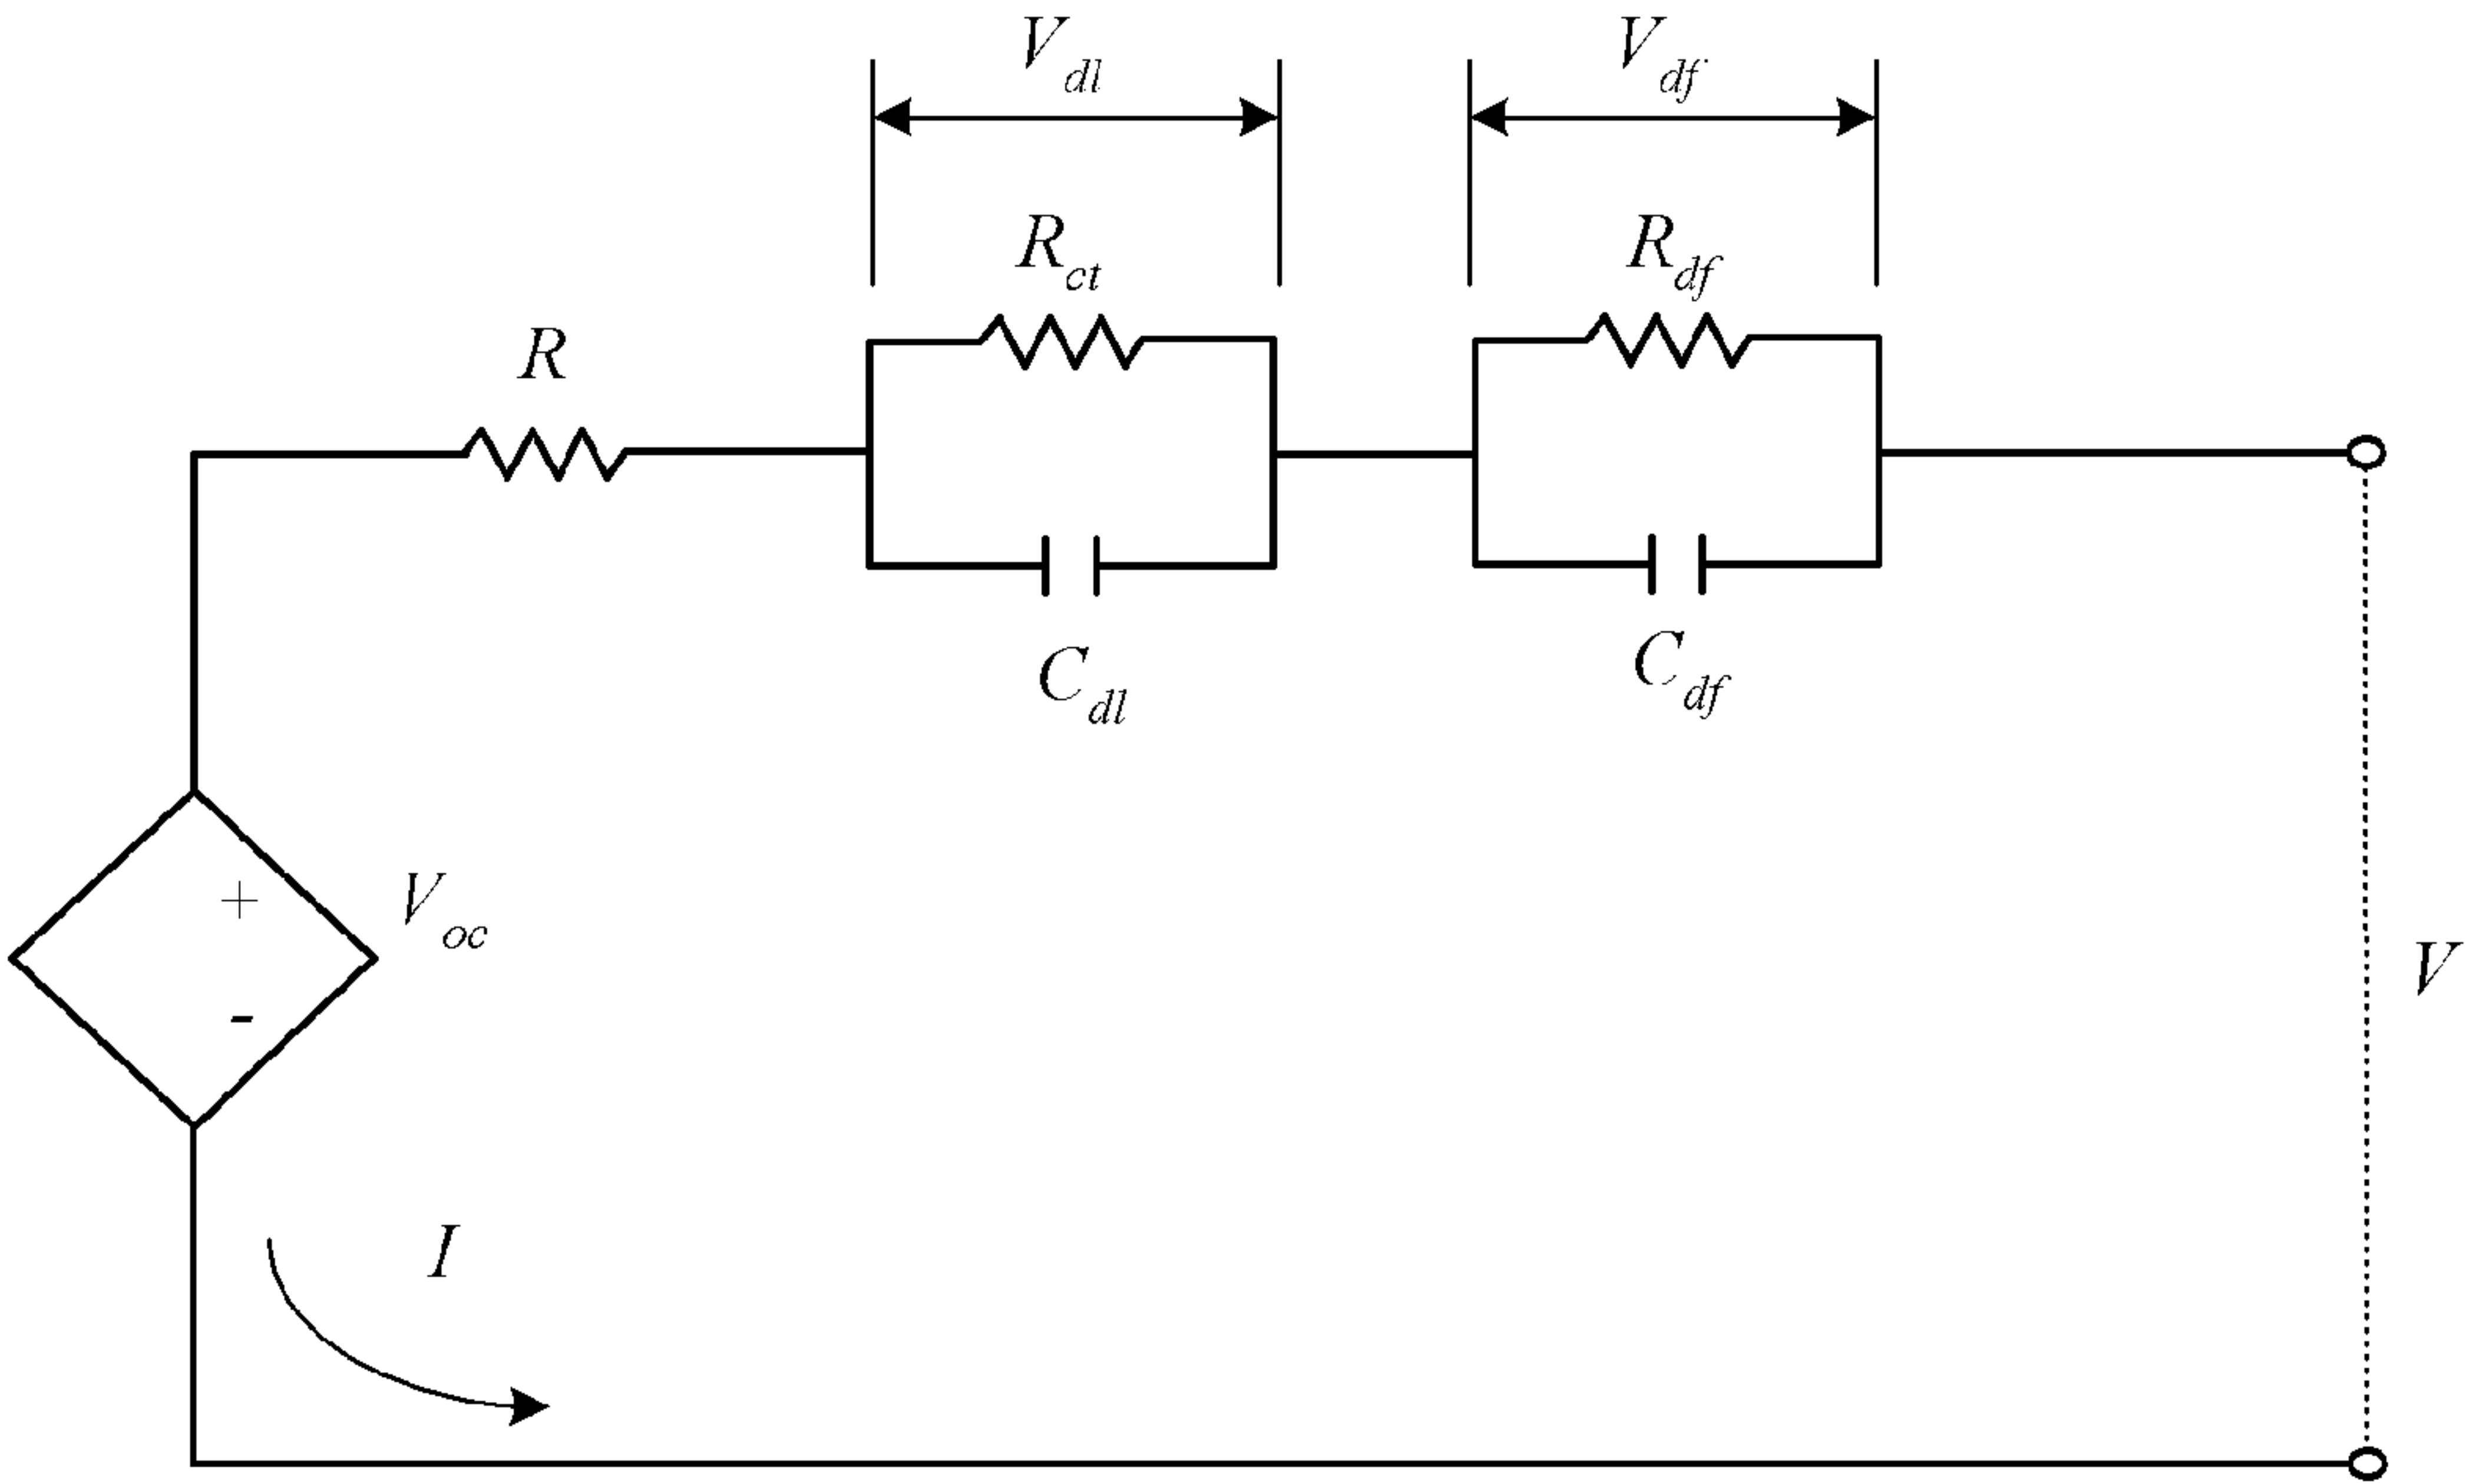 V_dl
V_df
R_ct
R_df
R
C_dl
C_df
+
V_oc
-
V
I